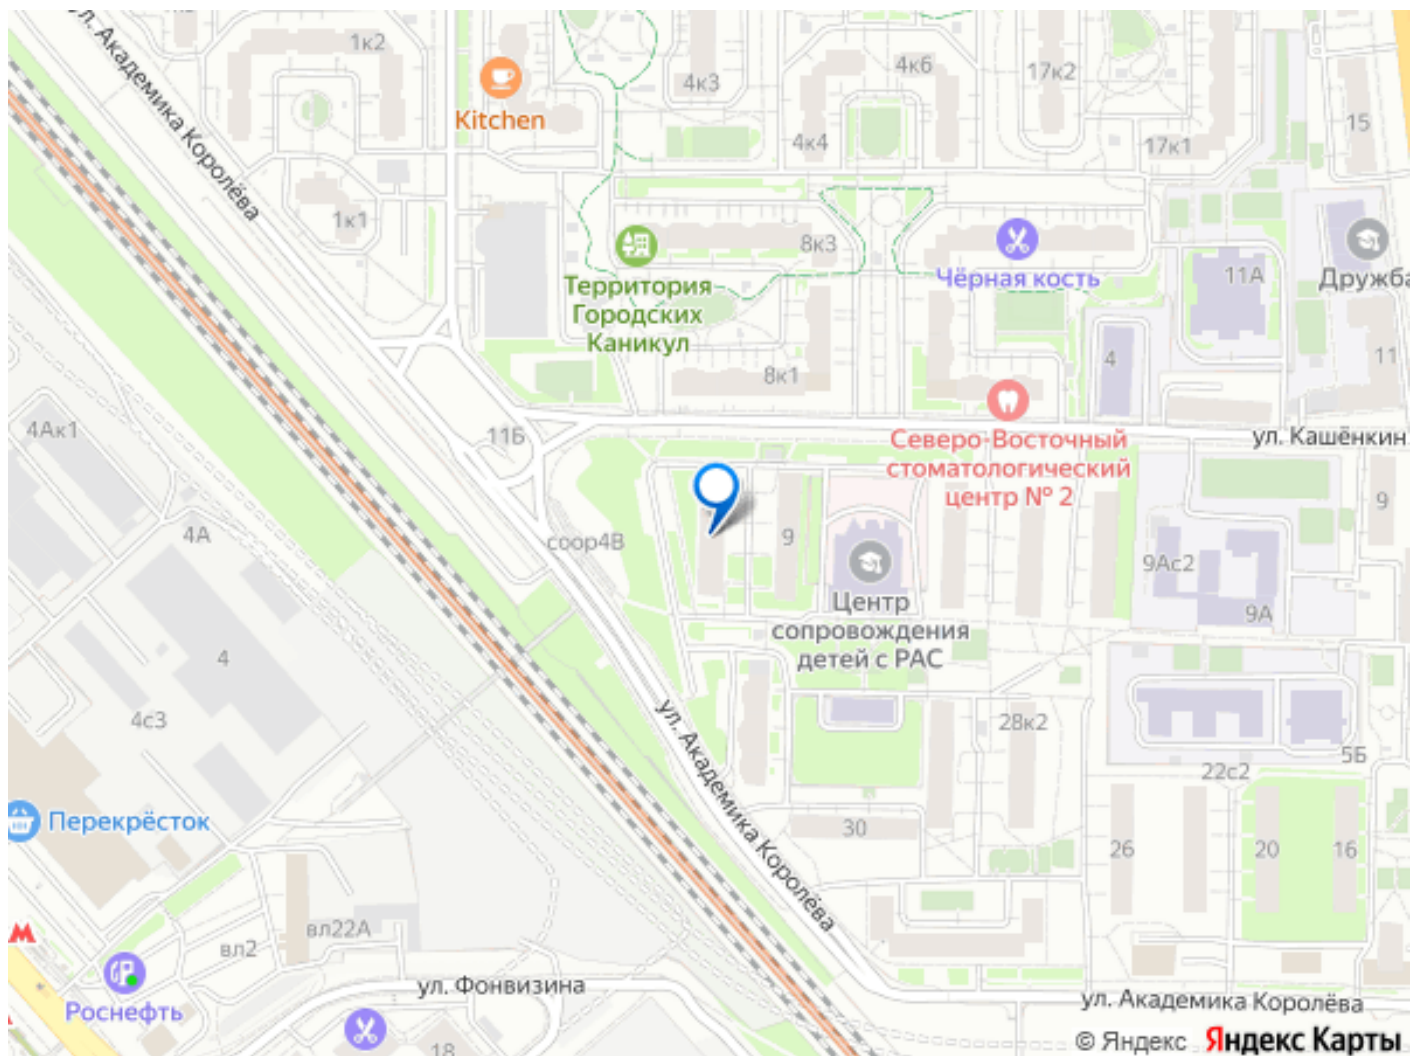 ул. Академика Королёва
1к2
Kitchen
4к3
4к6
17к2
15
4к4
17к1
1к1
8к3
Территория
Городских
Каникул
Чёрная кость
11А
Дружба
4
11
8к1
4Ак1
11Б
Северо-Восточный
стоматологический
центр № 2
ул. Кашёнкин
9
4А
соор4В
9
9Ас2
Центр
сопровождения
детей с РАС
9А
4
4с3
28к2
5Б
22с2
ул. Академика Королёва
Перекрёсток
30
26
20
16
М
вл2
вл22А
Роснефть
ул. Фонвизина
18
ул. Академика Королёва
© Яндекс Яндекс Карты